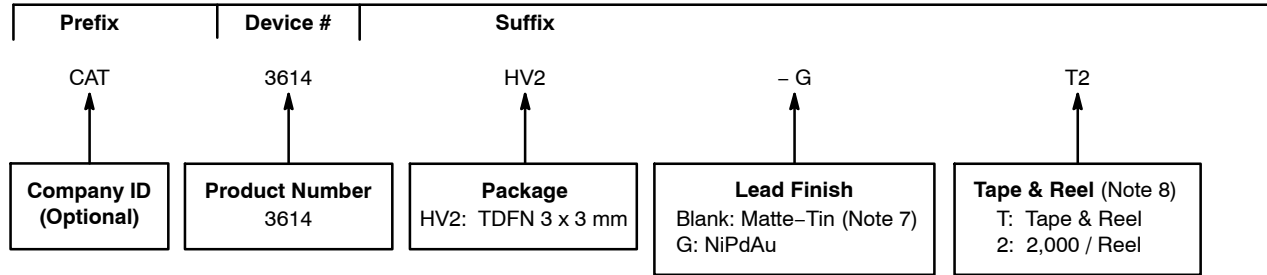 Prefix Device # Suffix
CAT 3614 HV2 – G T2
Company ID
(Optional)
Product Number
3614
Package
HV2: TDFN 3 x 3 mm
Lead Finish
Blank: Matte−Tin (Note 7)
G: NiPdAu
Tape & Reel (Note 8)
T: Tape & Reel
2: 2,000 / Reel